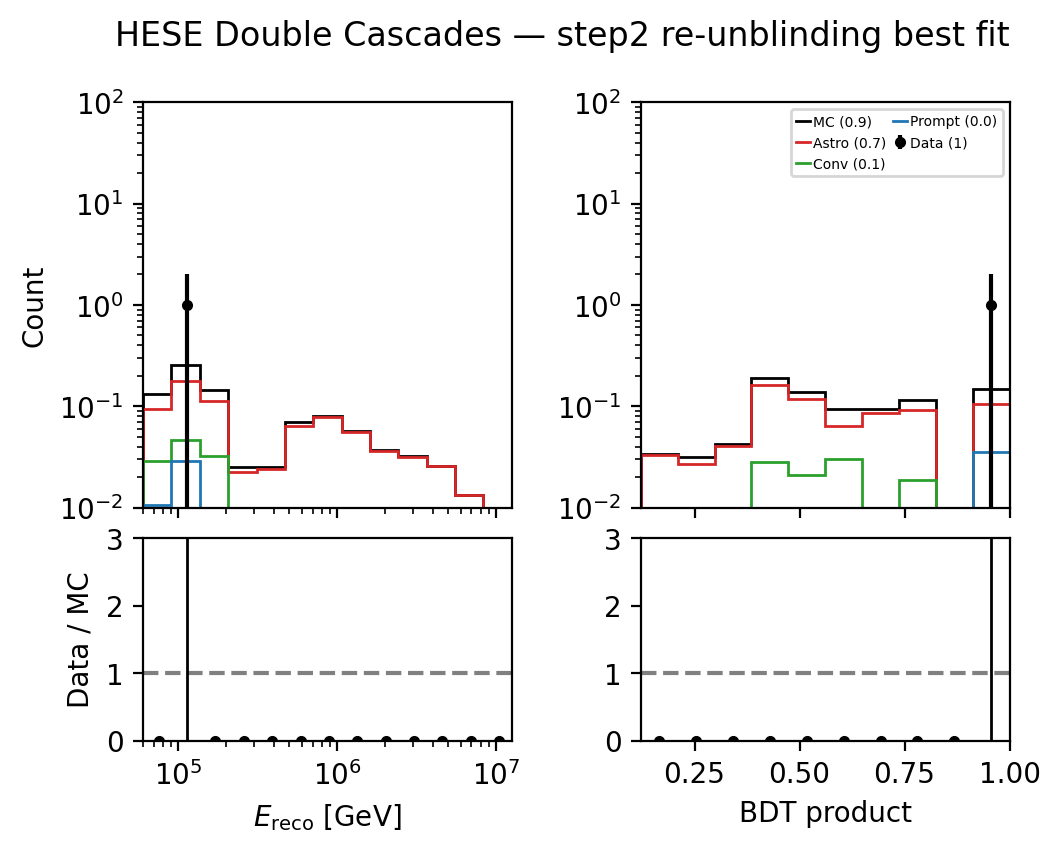 HESE Double Cascades — step2 re-unblinding best fit
Count
10² 10¹ 10⁰ 10⁻¹ 10⁻²
10² 10¹ 10⁰ 10⁻¹ 10⁻²
MC (0.9) Prompt (0.0)
Astro (0.7) Data (1)
Conv (0.1)
Data / MC
3 2 1 0
3 2 1 0
10⁵ 10⁶ 10⁷
0.25 0.50 0.75 1.00
E_reco [GeV]
BDT product